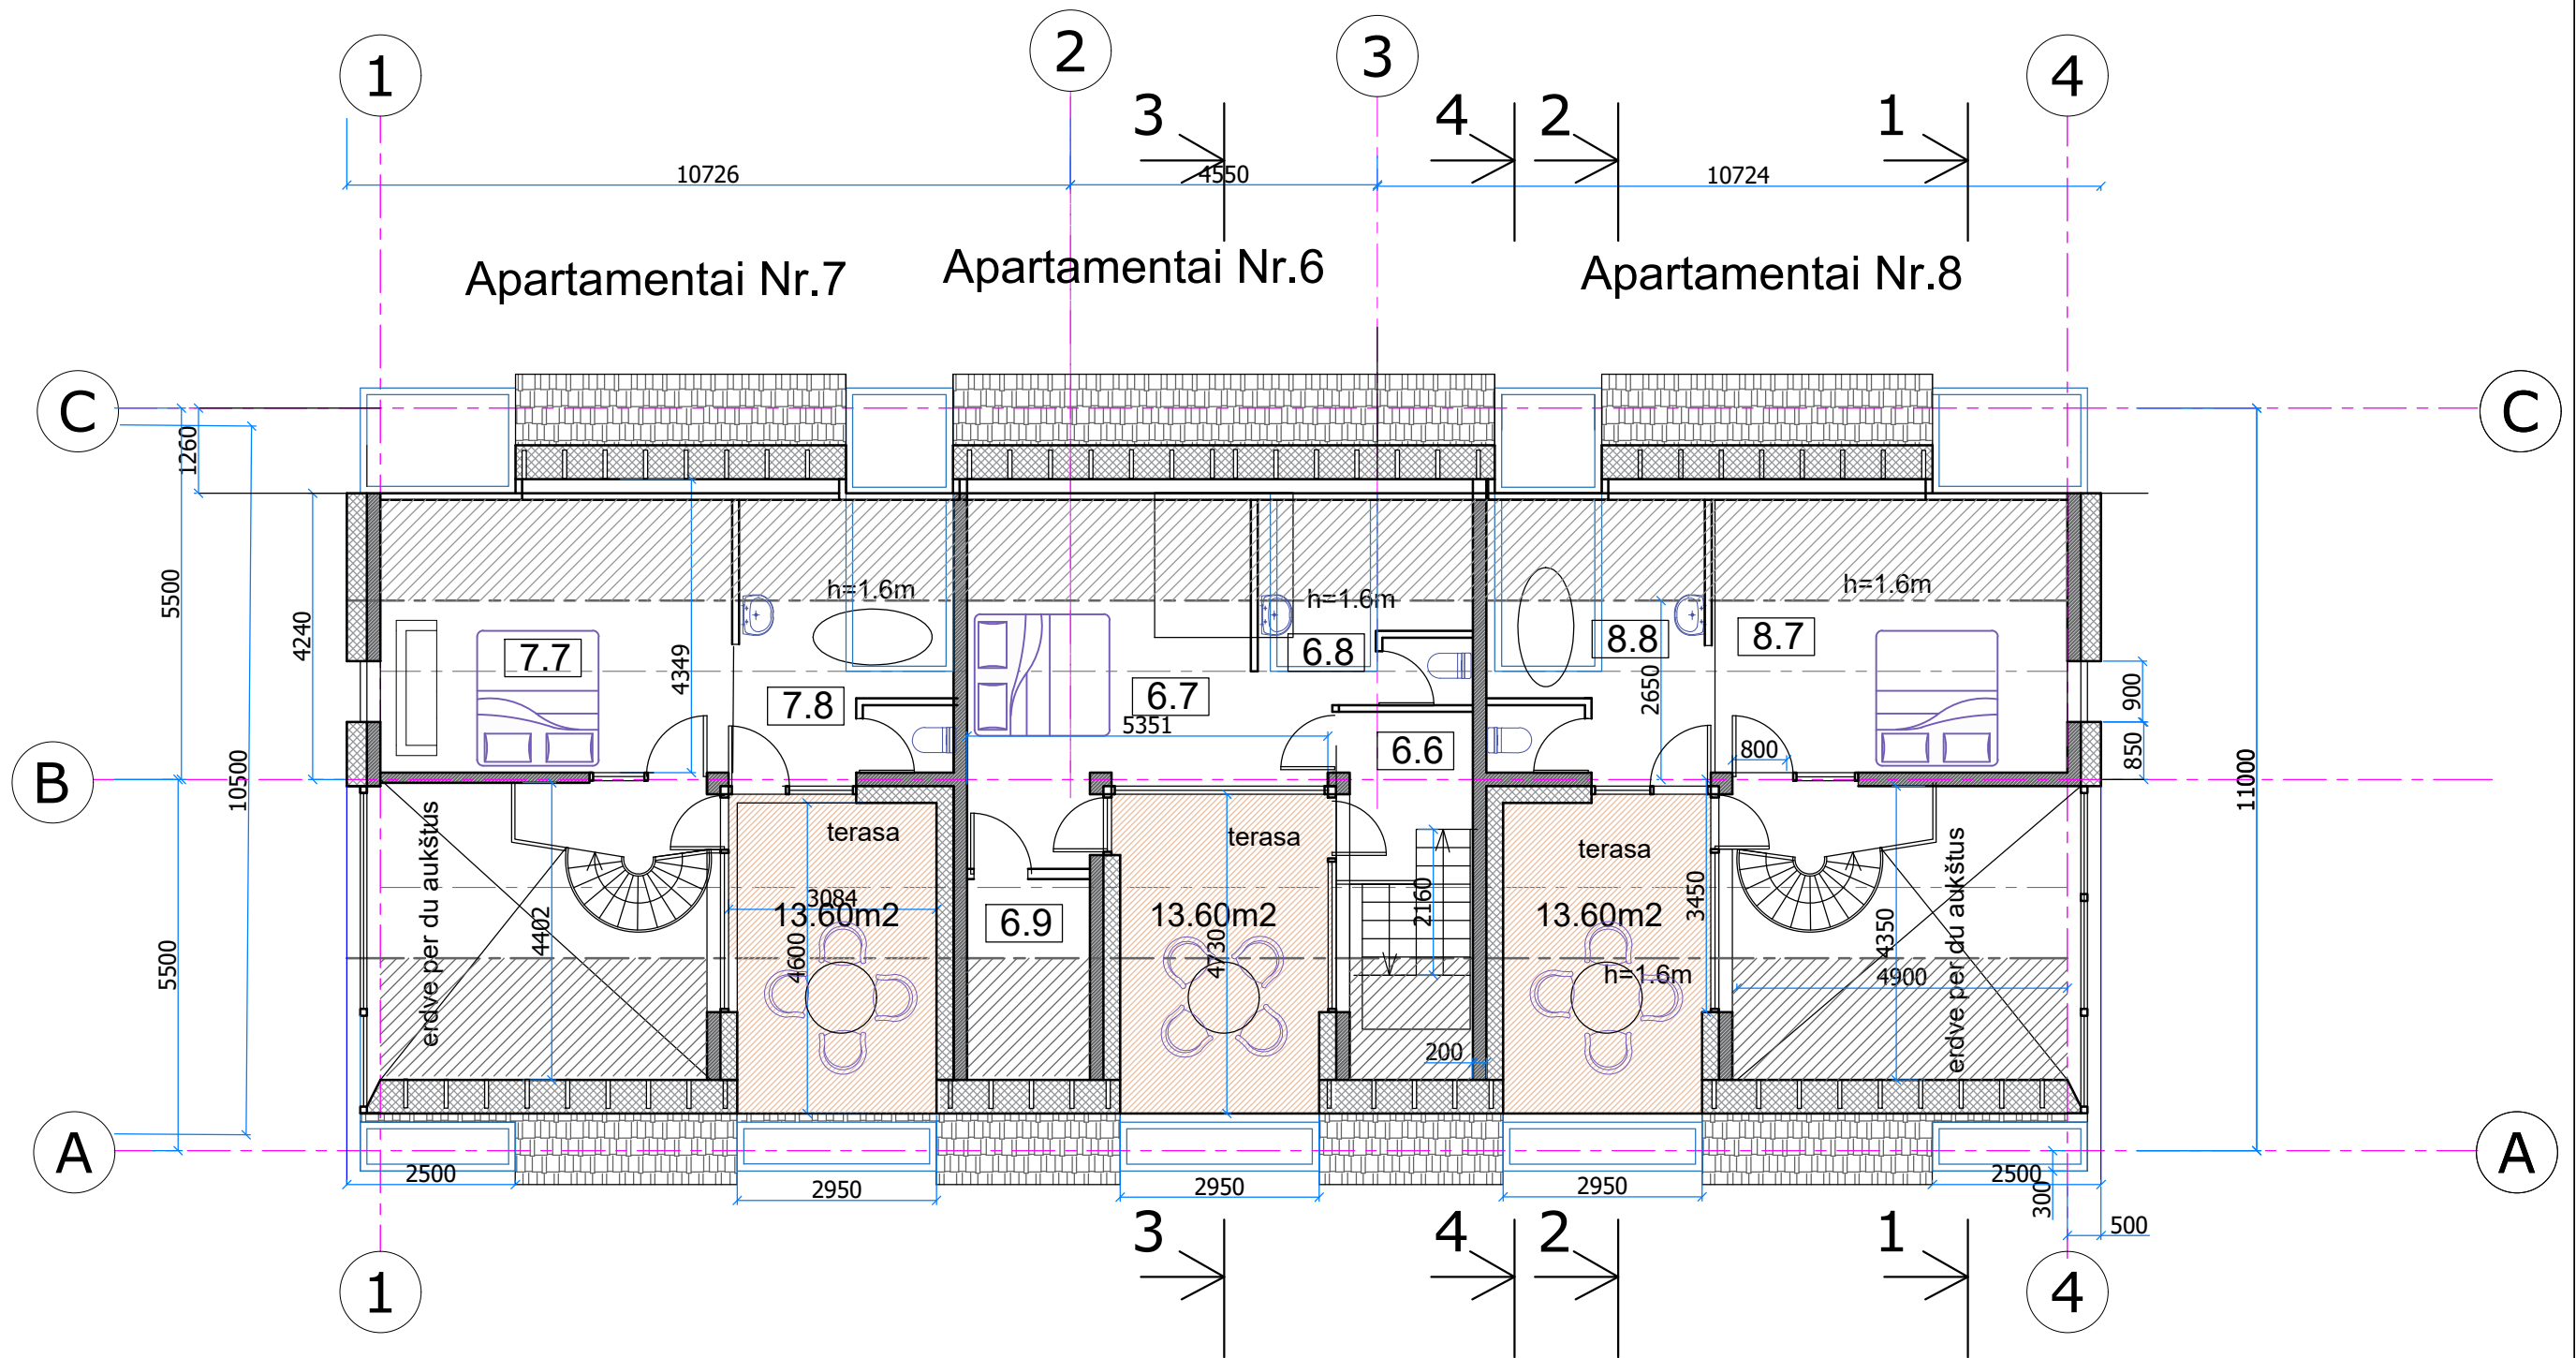 1
2
3
4
3
4
2
1
10726
4550
10724
Apartamentai Nr.7
Apartamentai Nr.6
Apartamentai Nr.8
C
C
1260
5500
4240
10500
h=1.6m
h=1.6m
h=1.6m
7.7
4349
7.8
6.7
5351
6.8
6.6
8.8
8.7
2650
800
900
850
11000
B
terasa
terasa
terasa
erdve per du aukštus
erdve per du aukštus
4402
3084
13.60m2
4600
6.9
13.60m2
4730
2160
13.60m2
3450
h=1.6m
4350
4900
200
5500
A
A
2500
2950
2950
2950
2500
300
500
3
4
2
1
1
4